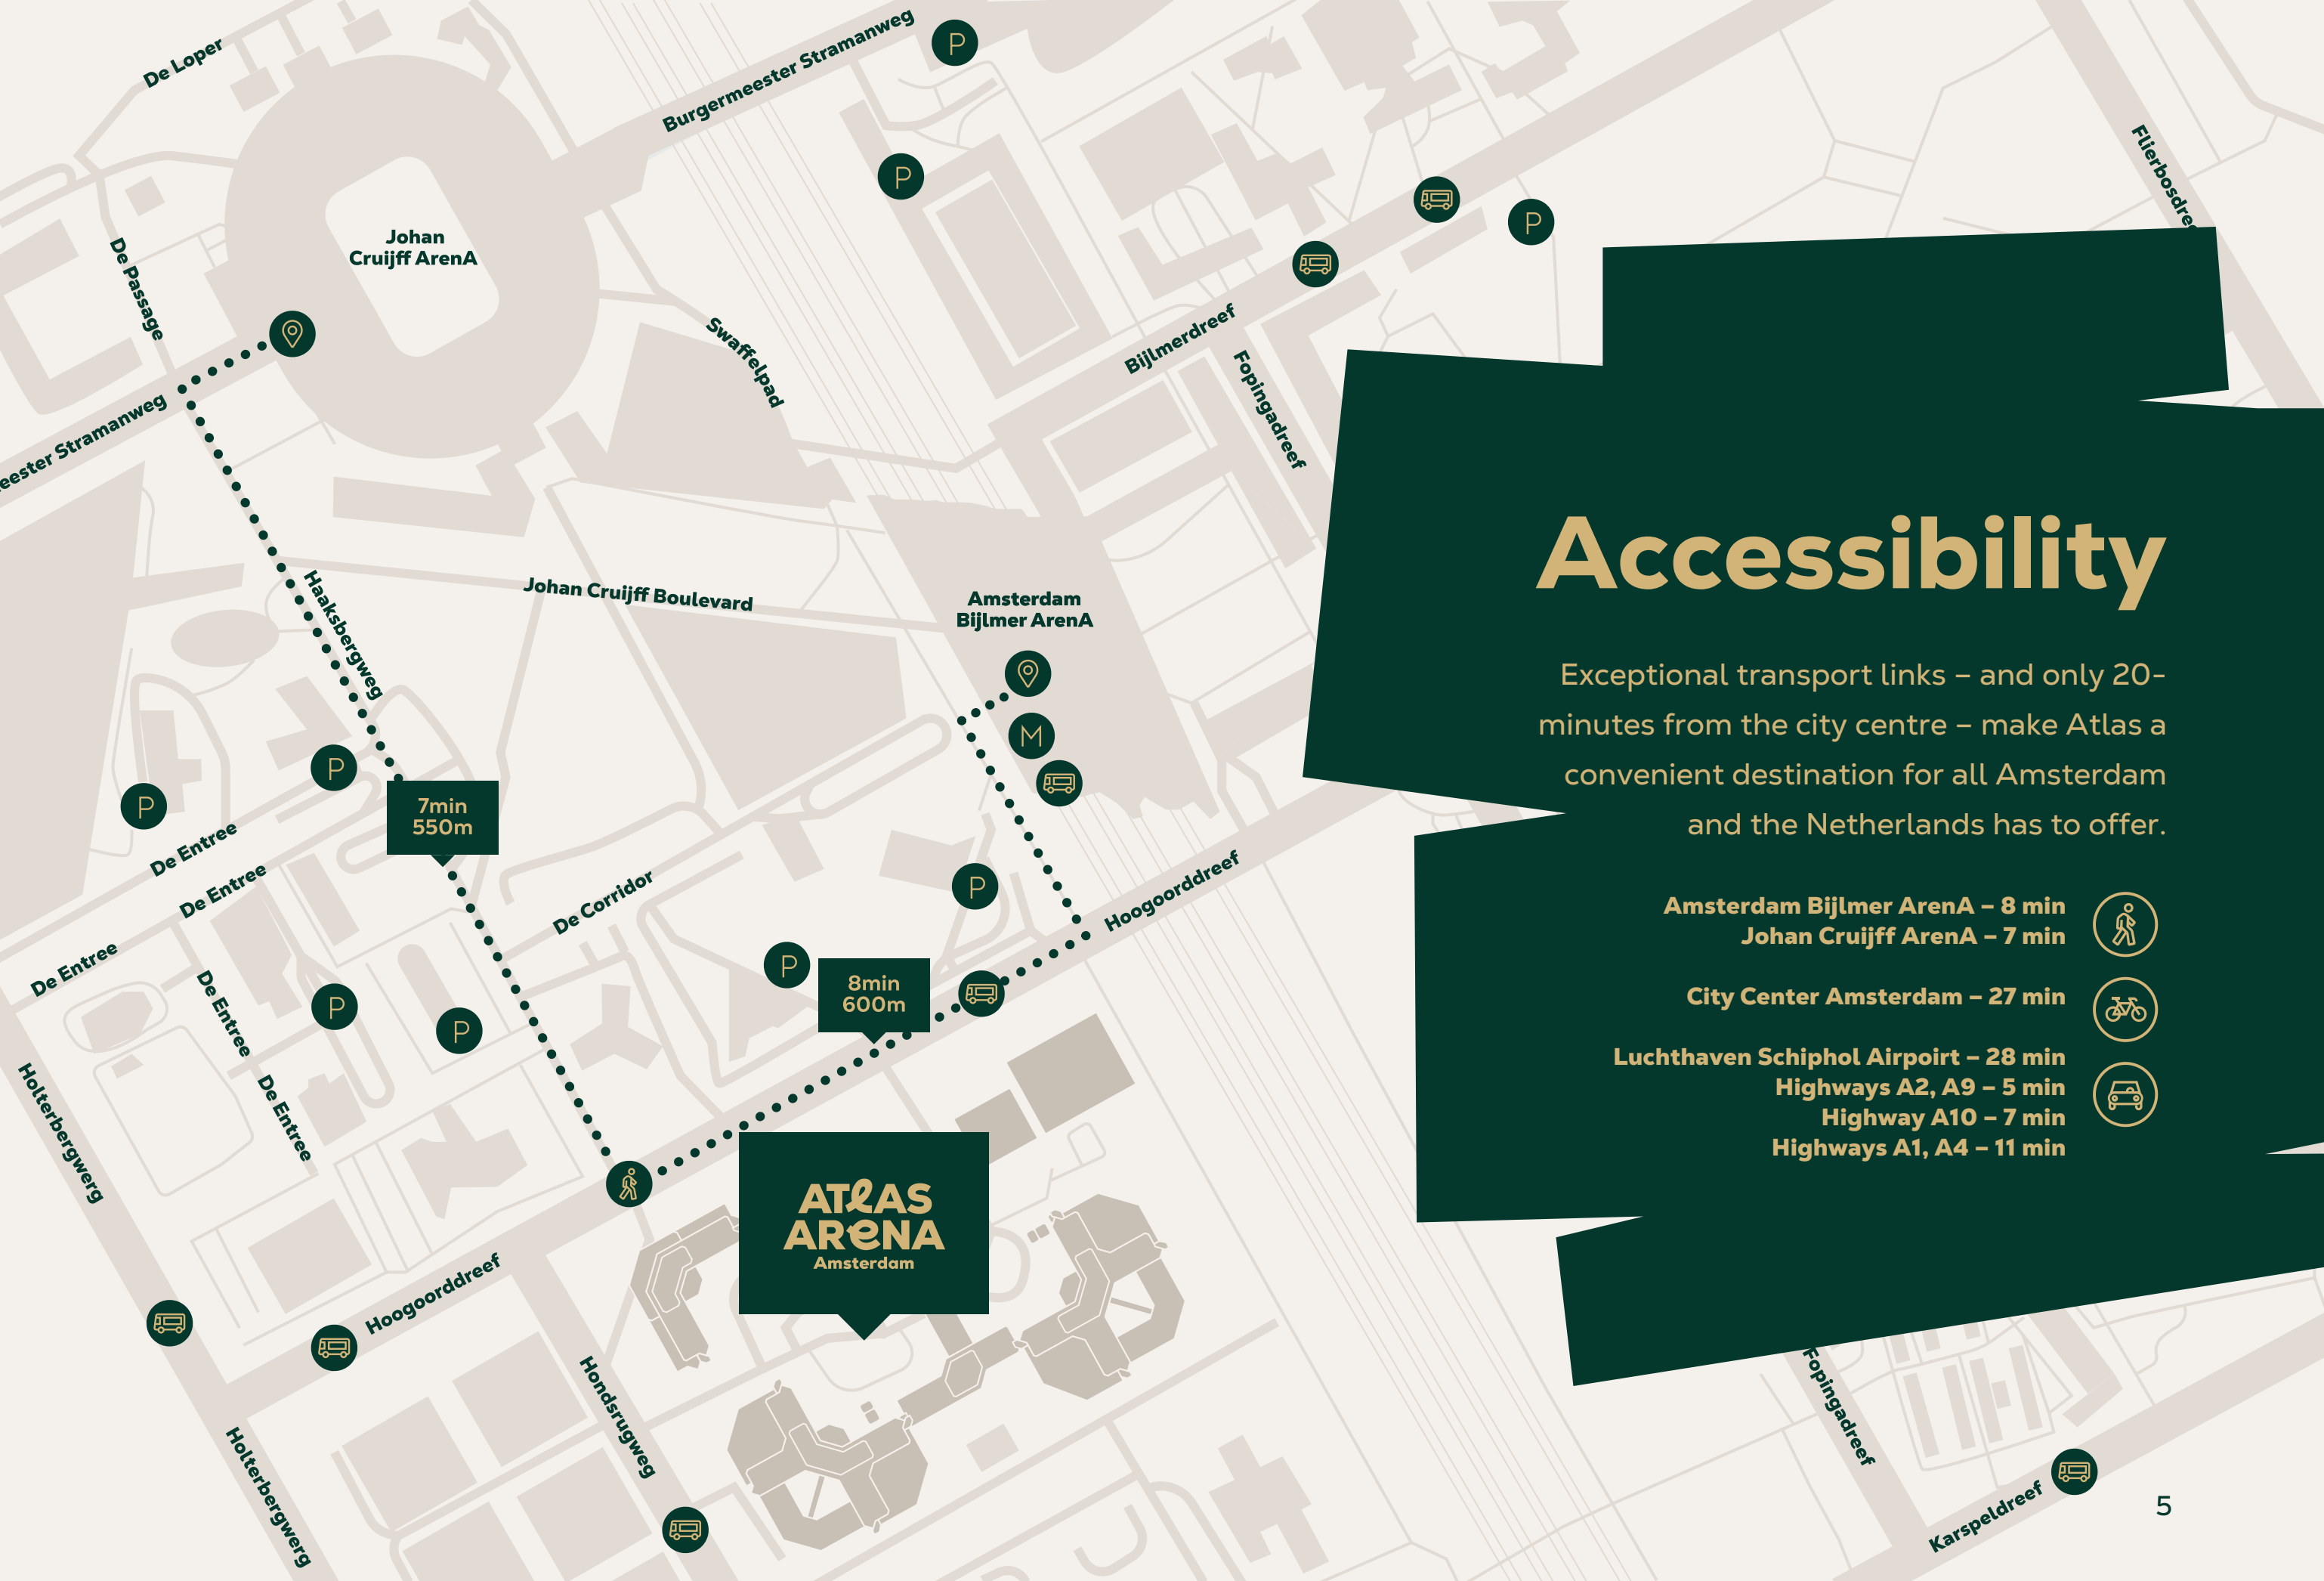 De Loper
Burgermeester Stramanweg
P
P
P
Flierbosdree
Johan
Cruijff ArenA
De Passage
Swaffelpad
Bijlmerdreef
Fopingadreef
eester Stramanweg
Haaksbergweg
Johan Cruijff Boulevard
Amsterdam
Bijlmer ArenA
M
P
P
7min
550m
De Entree
De Entree
De Entree
De Entree
De Entree
De Corridor
P
P
P
P
8min
600m
Hoogoorddreef
Holterbergwerg
Holterbergwerg
Hoogoorddreef
Hondsrugweg
ATLAS
ARENA
Amsterdam
Accessibility
Exceptional transport links – and only 20-
minutes from the city centre – make Atlas a
convenient destination for all Amsterdam
and the Netherlands has to offer.
Amsterdam Bijlmer ArenA – 8 min
Johan Cruijff ArenA – 7 min
City Center Amsterdam – 27 min
Luchthaven Schiphol Airpoirt – 28 min
Highways A2, A9 – 5 min
Highway A10 – 7 min
Highways A1, A4 – 11 min
Fopingadreef
Karspeldreef
5